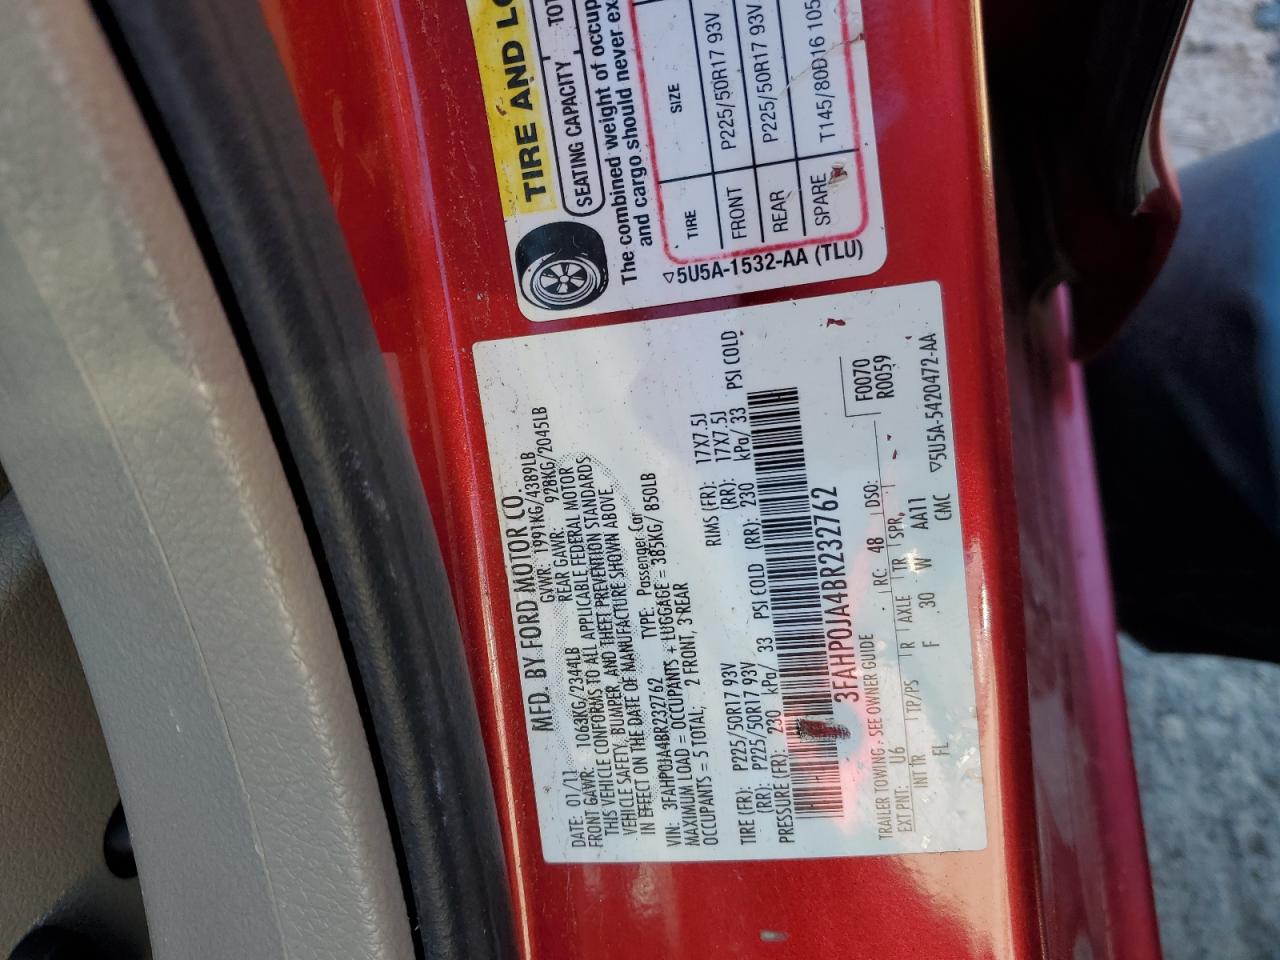 TIRE AND LO
SEATING CAPACITY TOT
The combined weight of occup
and cargo should never exc
TIRE SIZE
FRONT P225/50R17 93V
REAR P225/50R17 93V
SPARE T145/80D16 105
5U5A-1532-AA (TLU)
MFD. BY FORD MOTOR CO.
DATE: 01/11 GVWR: 1991KG/4389LB
FRONT GAWR: 1063KG/2344LB REAR GAWR: 928KG/2045LB
THIS VEHICLE CONFORMS TO ALL APPLICABLE FEDERAL MOTOR
VEHICLE SAFETY, BUMPER, AND THEFT PREVENTION STANDARDS
IN EFFECT ON THE DATE OF MANUFACTURE SHOWN ABOVE.
VIN: 3FAHP0JA4BR232762 TYPE: Passenger Car
MAXIMUM LOAD = OCCUPANTS + LUGGAGE = 385KG/ 850LB
OCCUPANTS = 5 TOTAL, 2 FRONT, 3 REAR
TIRE (FR): P225/50R17 93V RIMS (FR): 17X7.5J
(RR): P225/50R17 93V (RR): 17X7.5J
PRESSURE (FR): 230 kPa/ 33 PSI COLD (RR): 230 kPa/ 33 PSI COLD
3FAHP0JA4BR232762
F0070
R0059
TRAILER TOWING - SEE OWNER GUIDE
EXT PNT: U6 RC: 48 DSO:
INT TR TP/PS R AXLE TR SPR
FL F 30 W AA11
CMC 5U5A-5420472-AA